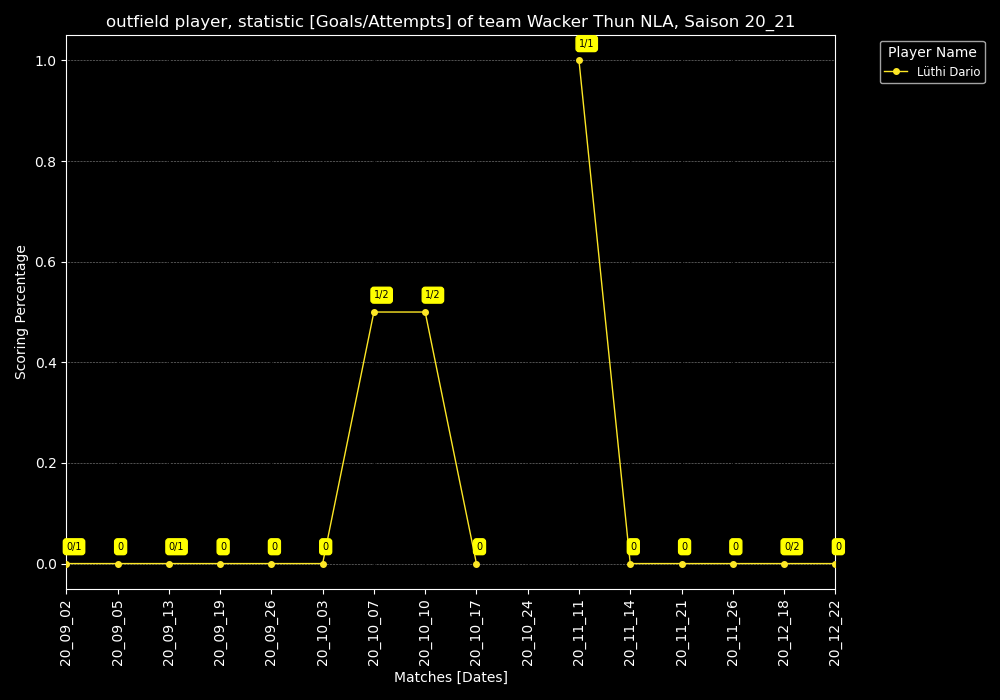 outfield player, statistic [Goals/Attempts] of team Wacker Thun NLA, Saison 20_21
Player Name
Lüthi Dario
Scoring Percentage
1.0
0.8
0.6
0.4
0.2
0.0
1/1
1/2 1/2
0/1 0 0/1 0 0 0 0 0 0 0 0/2 0
20_09_02 20_09_05 20_09_13 20_09_19 20_09_26 20_10_03 20_10_07 20_10_10 20_10_17 20_10_24 20_11_11 20_11_14 20_11_21 20_11_26 20_12_18 20_12_22
Matches [Dates]